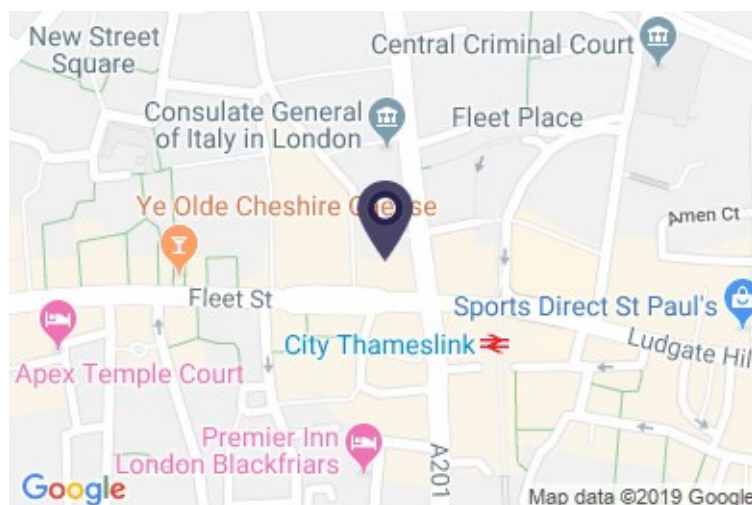 New Street
Square
Central Criminal Court
Consulate General
of Italy in London
Fleet Place
Ye Olde Cheshire Cheese
Amen Ct
Fleet St
Sports Direct St Paul's
City Thameslink
Ludgate Hil
Apex Temple Court
Premier Inn
London Blackfriars
A201
Google
Map data ©2019 Google